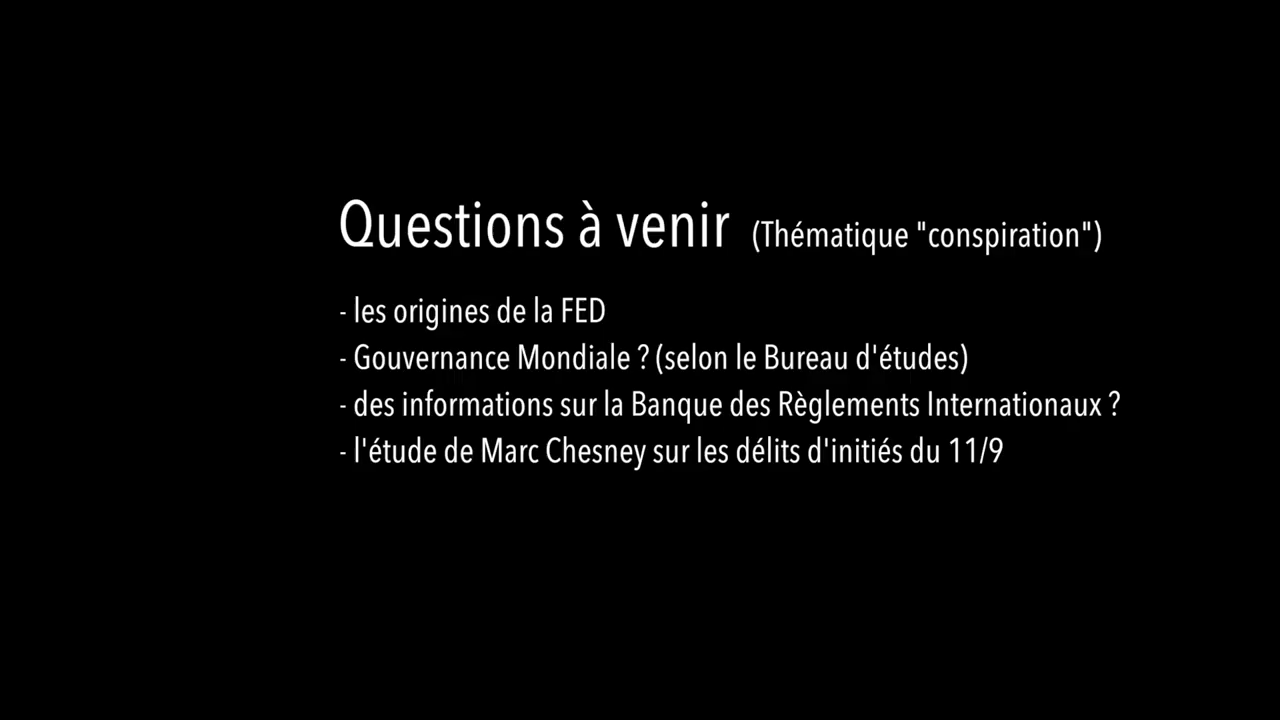 Questions à venir (Thématique "conspiration")
- les origines de la FED
- Gouvernance Mondiale ? (selon le Bureau d'études)
- des informations sur la Banque des Règlements Internationaux ?
- l'étude de Marc Chesney sur les délits d'initiés du 11/9